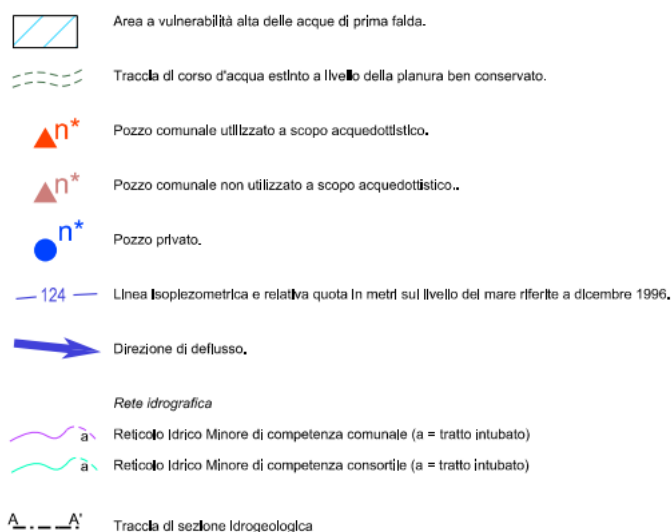 Area a vulnerabilità alta delle acque di prima falda.
Traccia di corso d'acqua estinto a livello della pianura ben conservato.
n* Pozzo comunale utilizzato a scopo acquedottistico.
n* Pozzo comunale non utilizzato a scopo acquedottistico..
n* Pozzo privato.
124 Linea isopiezometrica e relativa quota in metri sul livello del mare riferite a dicembre 1996.
Direzione di deflusso.
Rete idrografica
a Reticolo Idrico Minore di competenza comunale (a = tratto intubato)
a Reticolo Idrico Minore di competenza consortile (a = tratto intubato)
A A' Traccia di sezione idrogeologica